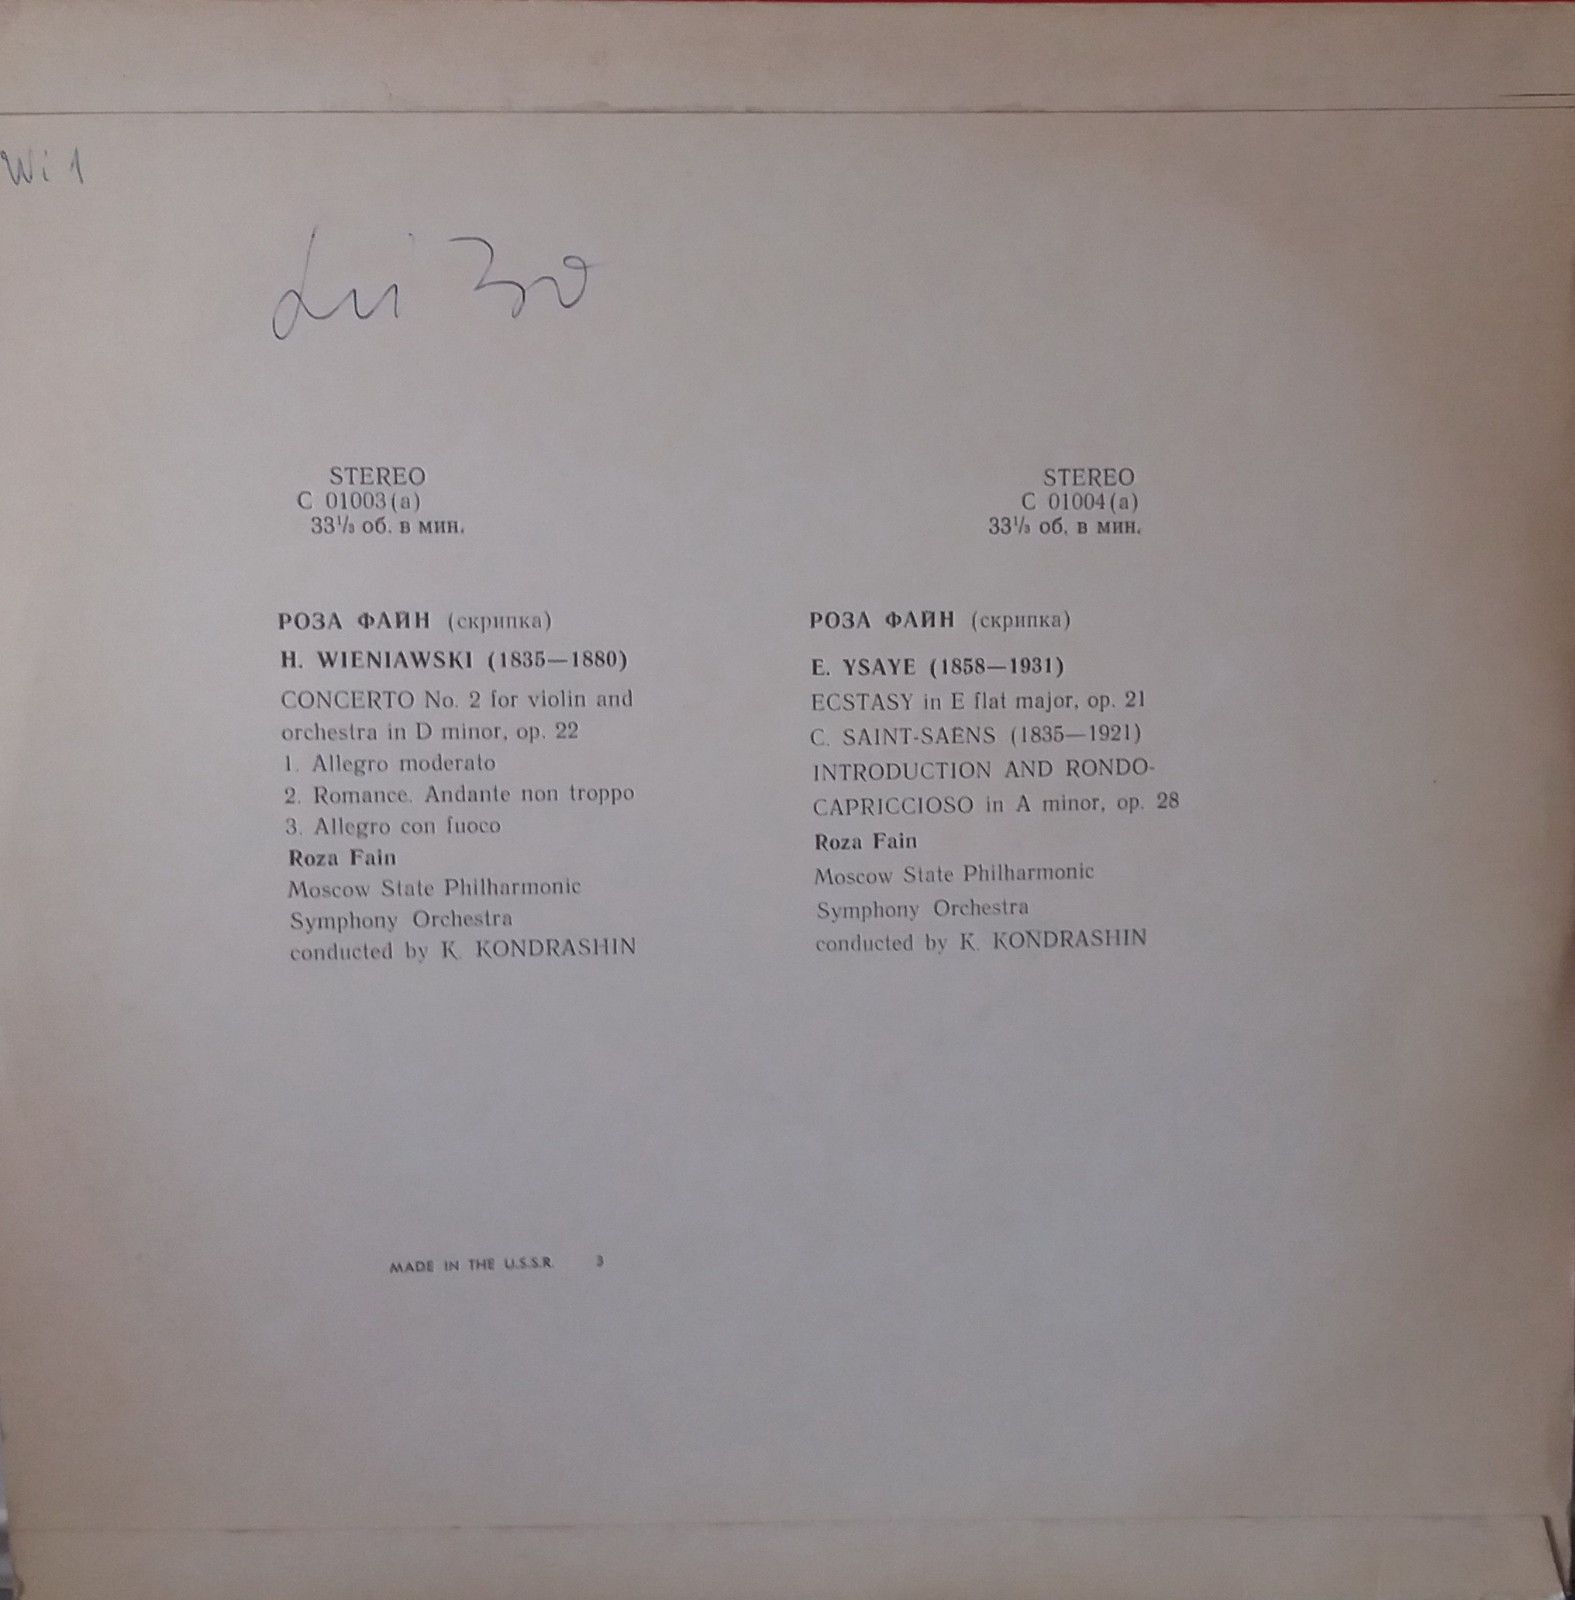 Wi 1
STEREO
С 01003(a)
33⅓ об. в мин.
РОЗА ФАЙН (скрипка)
H. WIENIAWSKI (1835—1880)
CONCERTO No. 2 for violin and
orchestra in D minor, op. 22
1. Allegro moderato
2. Romance. Andante non troppo
3. Allegro con fuoco
Roza Fain
Moscow State Philharmonic
Symphony Orchestra
conducted by K. KONDRASHIN
STEREO
С 01004(a)
33⅓ об. в мин.
РОЗА ФАЙН (скрипка)
E. YSAYE (1858—1931)
ECSTASY in E flat major, op. 21
C. SAINT-SAËNS (1835—1921)
INTRODUCTION AND RONDO-
CAPRICCIOSO in A minor, op. 28
Roza Fain
Moscow State Philharmonic
Symphony Orchestra
conducted by K. KONDRASHIN
MADE IN THE U.S.S.R. 3